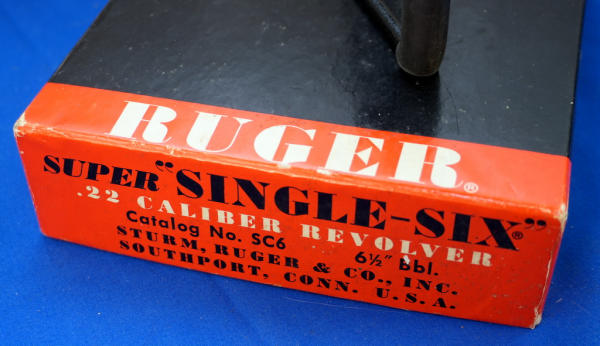 RUGER®
SUPER “SINGLE-SIX”®
.22 CALIBER REVOLVER
Catalog No. SC6 6½″ Bbl.
STURM, RUGER & CO., INC.
SOUTHPORT, CONN. U.S.A.